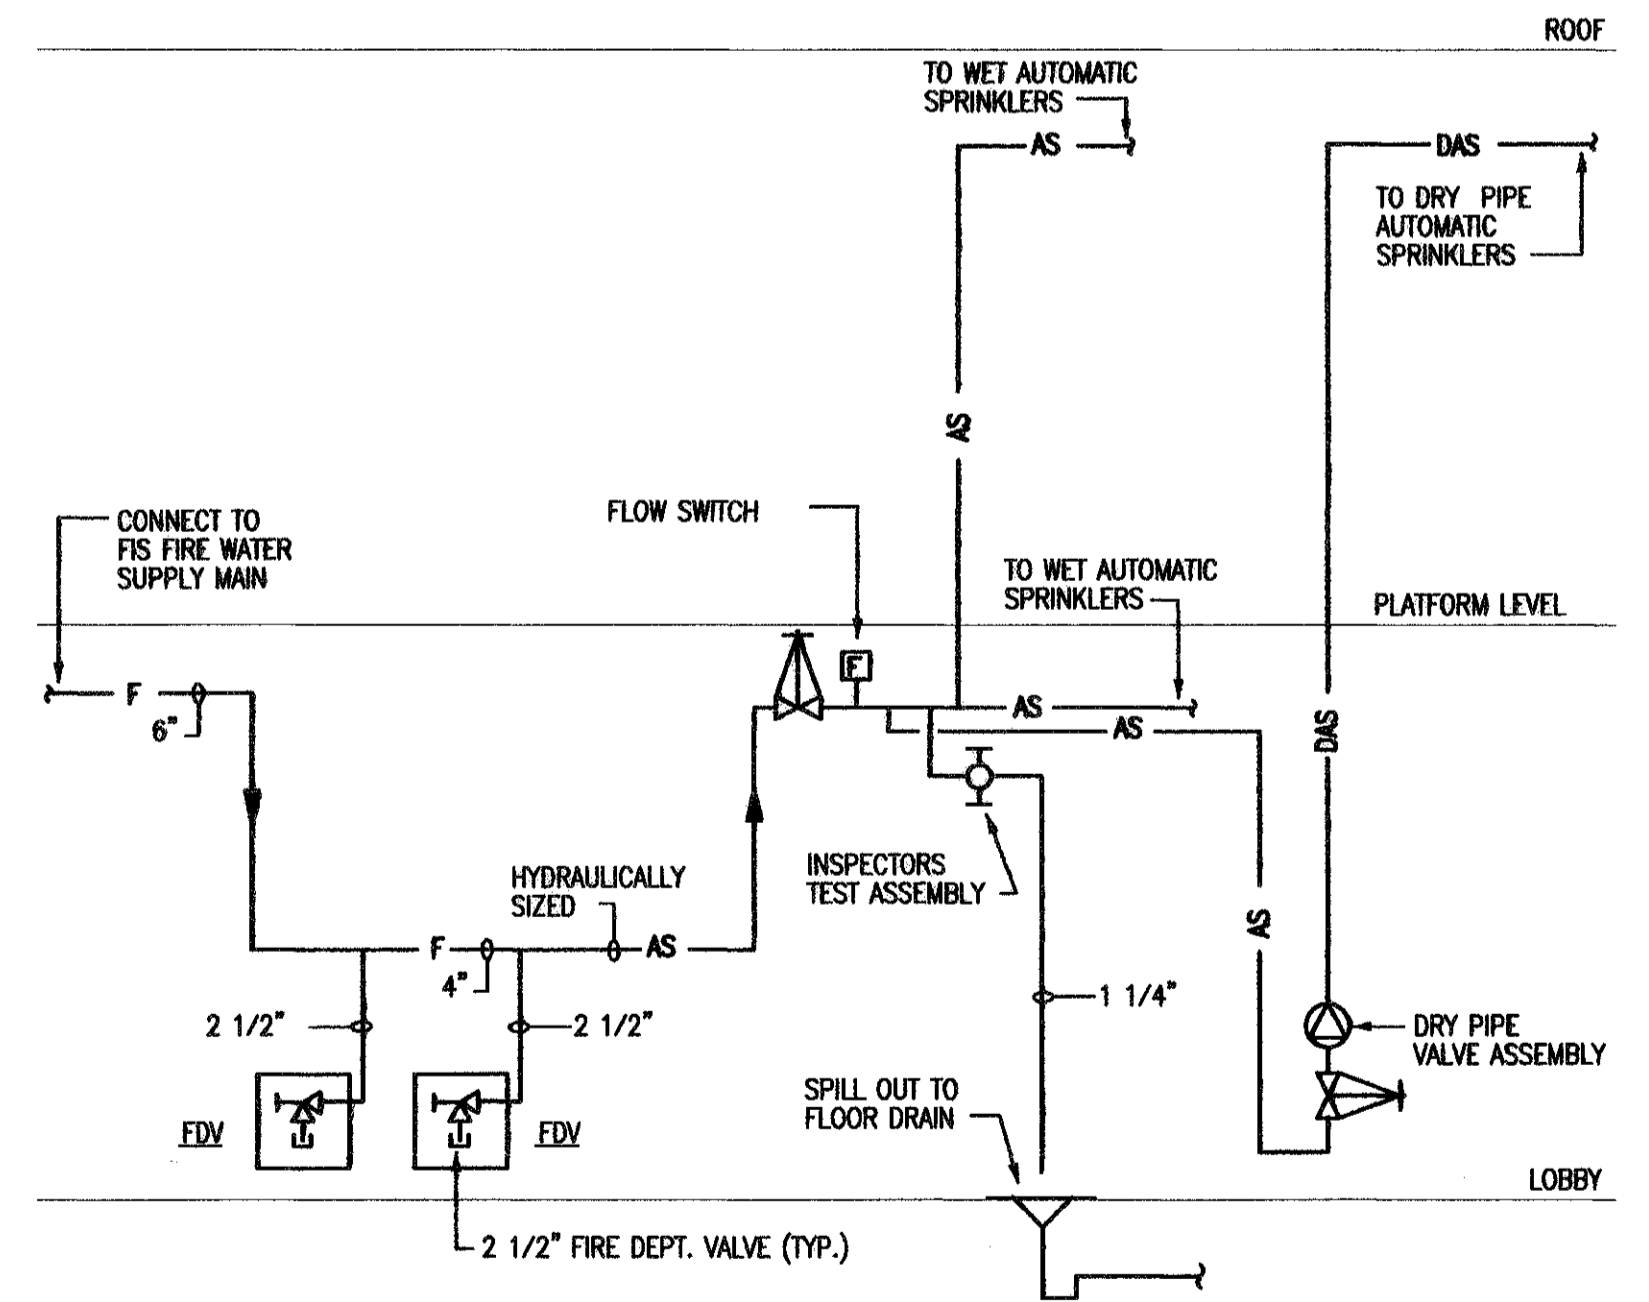 ROOF
TO WET AUTOMATIC
SPRINKLERS
AS
DAS
TO DRY PIPE
AUTOMATIC
SPRINKLERS
AS
CONNECT TO
FIS FIRE WATER
SUPPLY MAIN
FLOW SWITCH
TO WET AUTOMATIC
SPRINKLERS
PLATFORM LEVEL
F
F
6"
AS
AS
DAS
INSPECTORS
TEST ASSEMBLY
HYDRAULICALLY
SIZED
AS
F
AS
4"
1 1/4"
2 1/2"
2 1/2"
DRY PIPE
VALVE ASSEMBLY
SPILL OUT TO
FLOOR DRAIN
FDV
FDV
LOBBY
2 1/2" FIRE DEPT. VALVE (TYP.)